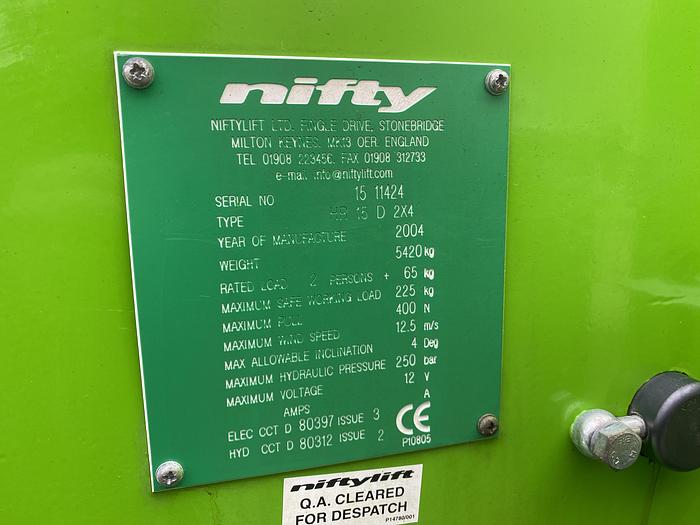 nifty
NIFTYLIFT LTD. FINGLE DRIVE, STONEBRIDGE
MILTON KEYNES. MK13 OER. ENGLAND
TEL 01908 223456. FAX 01908 312733
e-mail info@niftylift.com
SERIAL NO 15 11424
TYPE HR 15 D 2X4
YEAR OF MANUFACTURE 2004
WEIGHT 5420 kg
RATED LOAD 2 PERSONS + 65 kg
MAXIMUM SAFE WORKING LOAD 225 kg
MAXIMUM PULL 400 N
MAXIMUM WIND SPEED 12.5 m/s
MAX ALLOWABLE INCLINATION 4 Deg
MAXIMUM HYDRAULIC PRESSURE 250 bar
MAXIMUM VOLTAGE 12 V
AMPS A
ELEC CCT D 80397 ISSUE 3
HYD CCT D 80312 ISSUE 2
CE
P10805
niftylift
Q.A. CLEARED
FOR DESPATCH
P14780/001